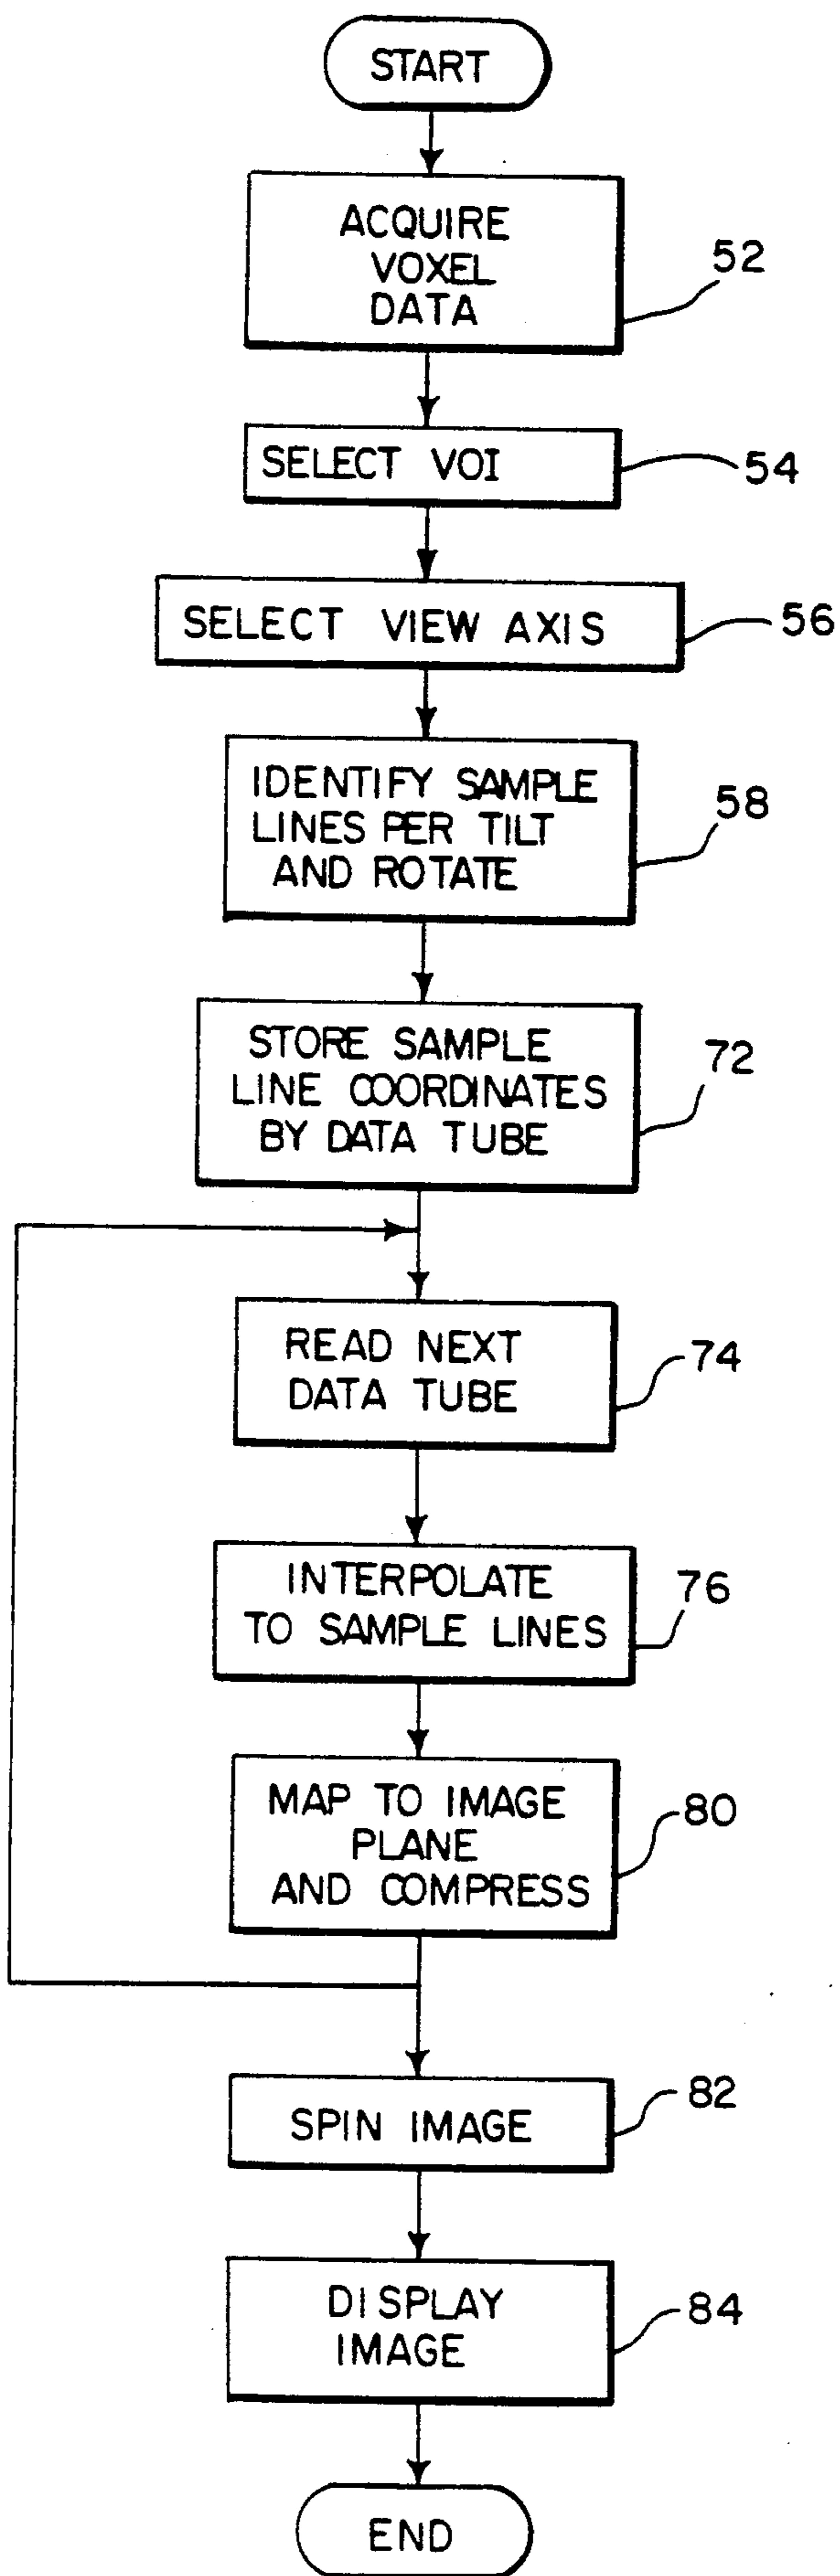 START
ACQUIRE
VOXEL
DATA
52
SELECT VOI
54
SELECT VIEW AXIS
56
IDENTIFY SAMPLE
LINES PER TILT
AND ROTATE
58
STORE SAMPLE
LINE COORDINATES
BY DATA TUBE
72
READ NEXT
DATA TUBE
74
INTERPOLATE
TO SAMPLE LINES
76
MAP TO IMAGE
PLANE
AND COMPRESS
80
SPIN IMAGE
82
DISPLAY
IMAGE
84
END